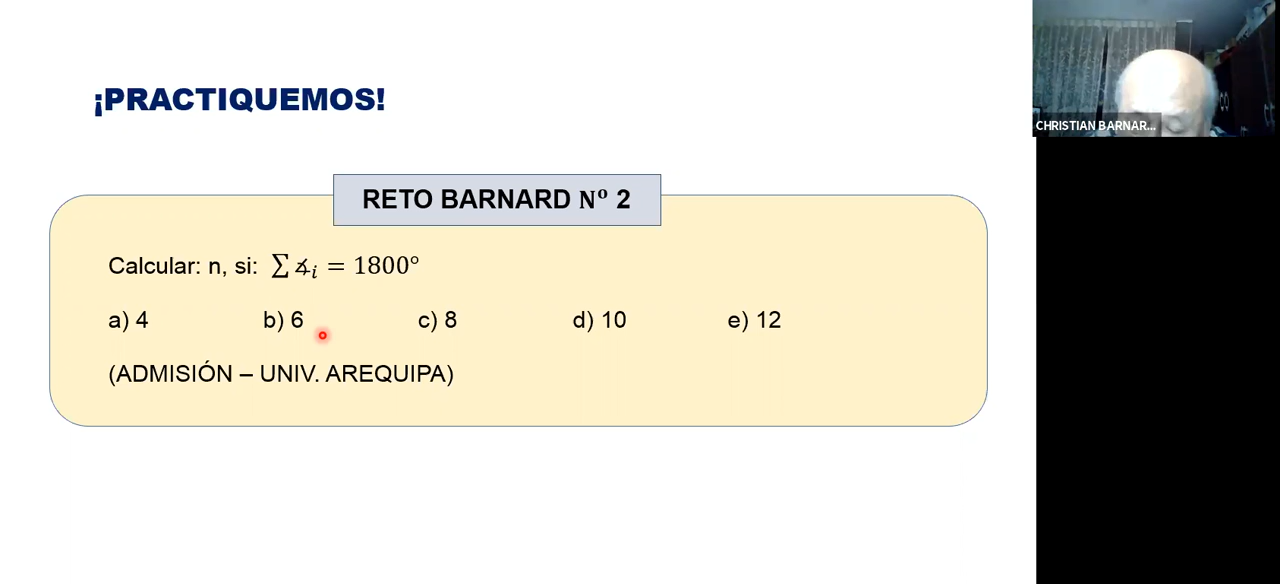 ¡PRACTIQUEMOS!
CHRISTIAN BARNAR...
RETO BARNARD Nº 2
Calcular: n, si: ∑∡ᵢ = 1800°
a) 4 b) 6 c) 8 d) 10 e) 12
(ADMISIÓN – UNIV. AREQUIPA)